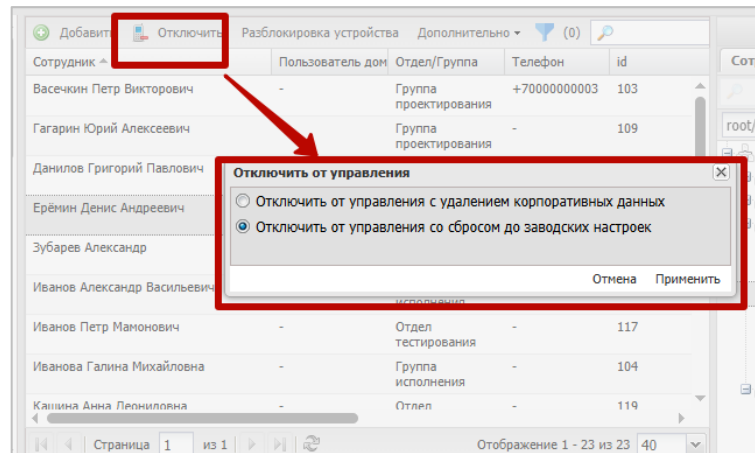 Добавить Отключить Разблокировка устройства Дополнительно (0)
Сотрудник Пользователь дом Отдел/Группа Телефон id Сот
Васечкин Петр Викторович - Группа проектирования +70000000003 103
Гагарин Юрий Алексеевич - Группа проектирования - 109
root/
Данилов Григорий Павлович
Отключить от управления
Отключить от управления с удалением корпоративных данных
Ерёмин Денис Андреевич
Отключить от управления со сбросом до заводских настроек
Зубарев Александр
Отмена Применить
Иванов Александр Васильевич
исполнения
Иванов Петр Мамонович - Отдел тестирования - 117
Иванова Галина Михайловна - Группа исполнения - 104
Кашина Анна Леонидовна - Отдел - 119
Страница 1 из 1 Отображение 1 - 23 из 23 40